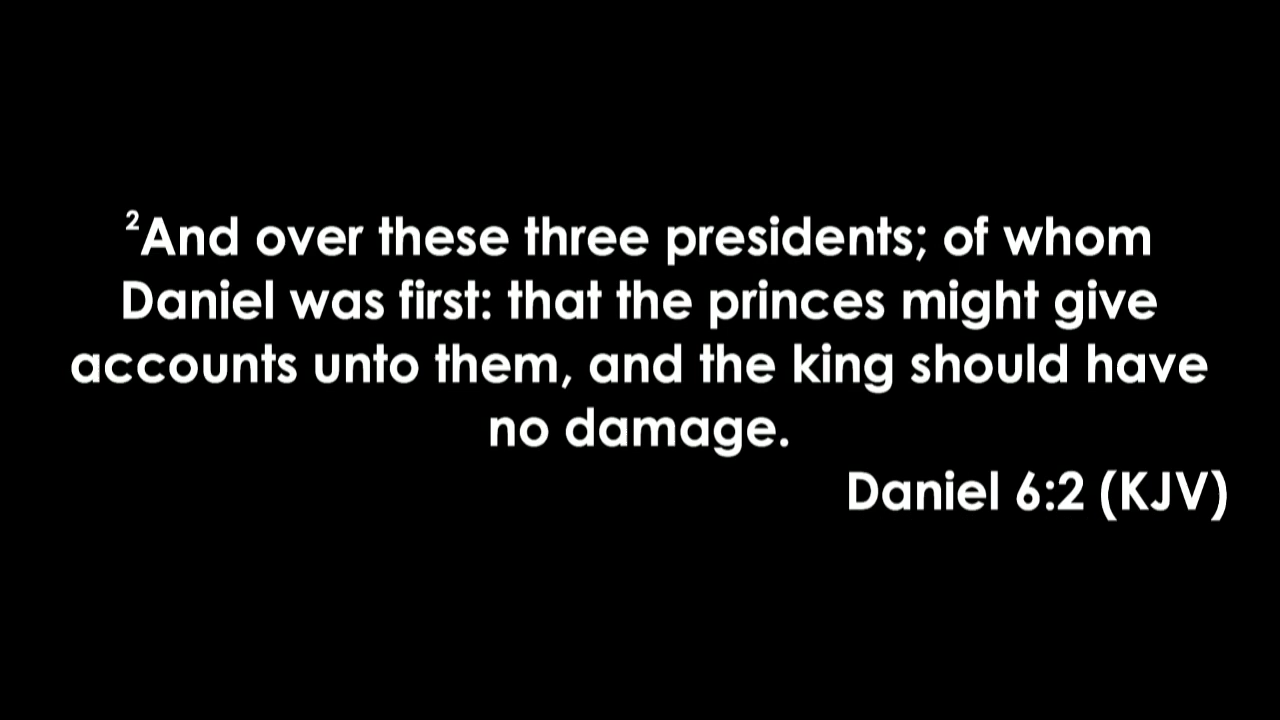 ²And over these three presidents; of whom
Daniel was first: that the princes might give
accounts unto them, and the king should have
no damage.
Daniel 6:2 (KJV)